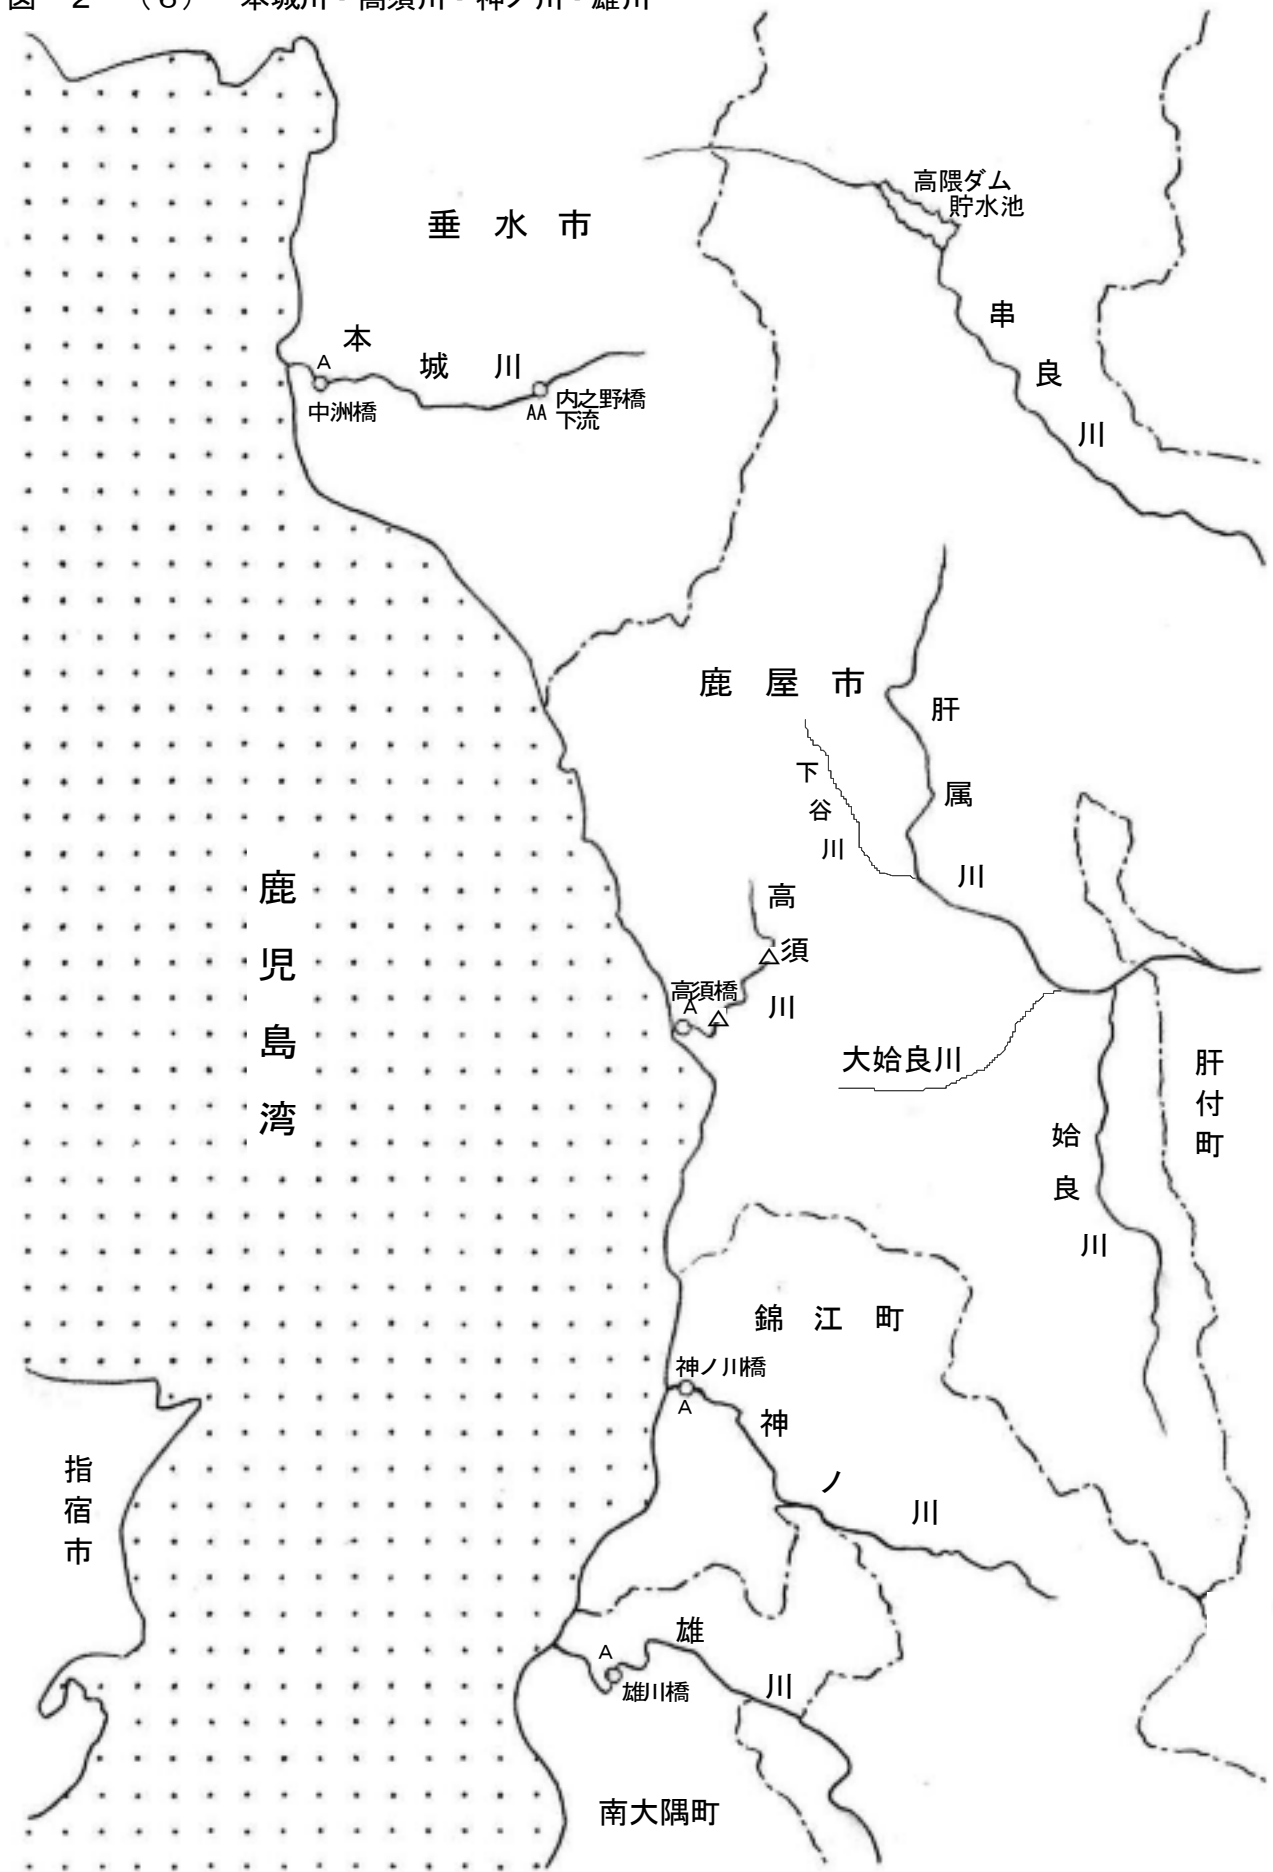 図 2 (6) 本城川・高須川・神ノ川・雄川
高隈ダム
貯水池
垂水市
串良川
本城川
A
中洲橋
AA
内之野橋
下流
鹿屋市
肝属川
下谷川
鹿児島湾
高須川
高須橋
A
大姶良川
肝付町
姶良川
錦江町
神ノ川橋
A
神ノ川
指宿市
雄川
A
雄川橋
南大隅町